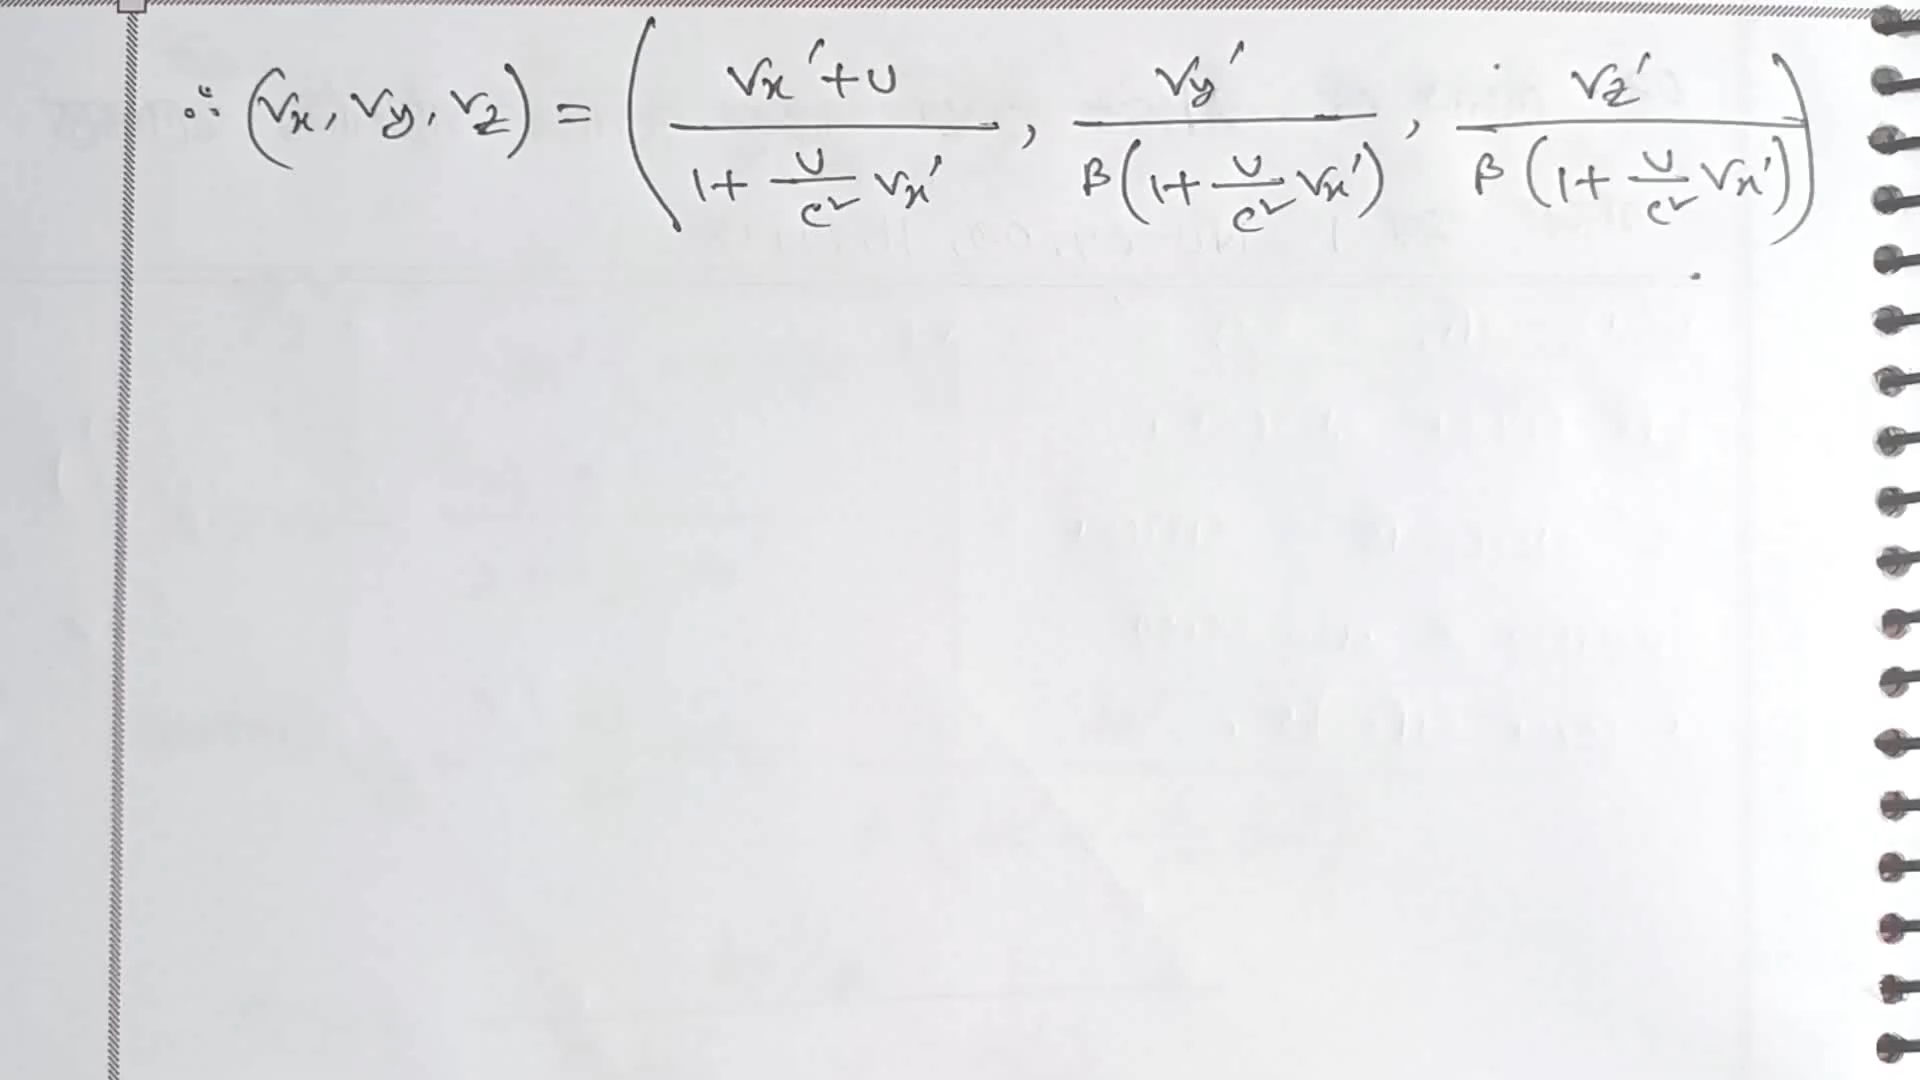 ∴ (Vx, Vy, Vz) = ( (Vx' + U) / (1 + U/c² Vx'), Vy' / (β(1 + U/c² Vx')), Vz' / (β(1 + U/c² Vx')) ).